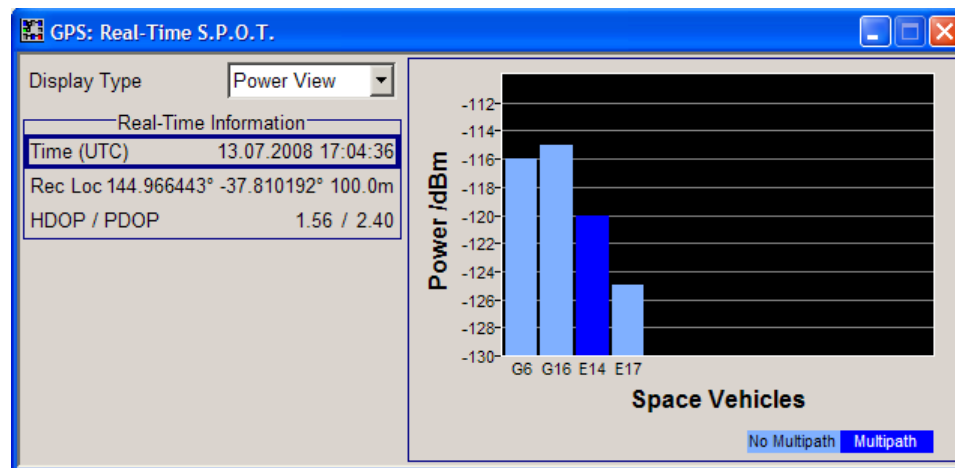 GPS: Real-Time S.P.O.T.
Display Type Power View
Real-Time Information
Time (UTC) 13.07.2008 17:04:36
Rec Loc 144.966443° -37.810192° 100.0m
HDOP / PDOP 1.56 / 2.40
Power /dBm
-112
-114
-116
-118
-120
-122
-124
-126
-128
-130
G6 G16 E14 E17
Space Vehicles
No Multipath Multipath